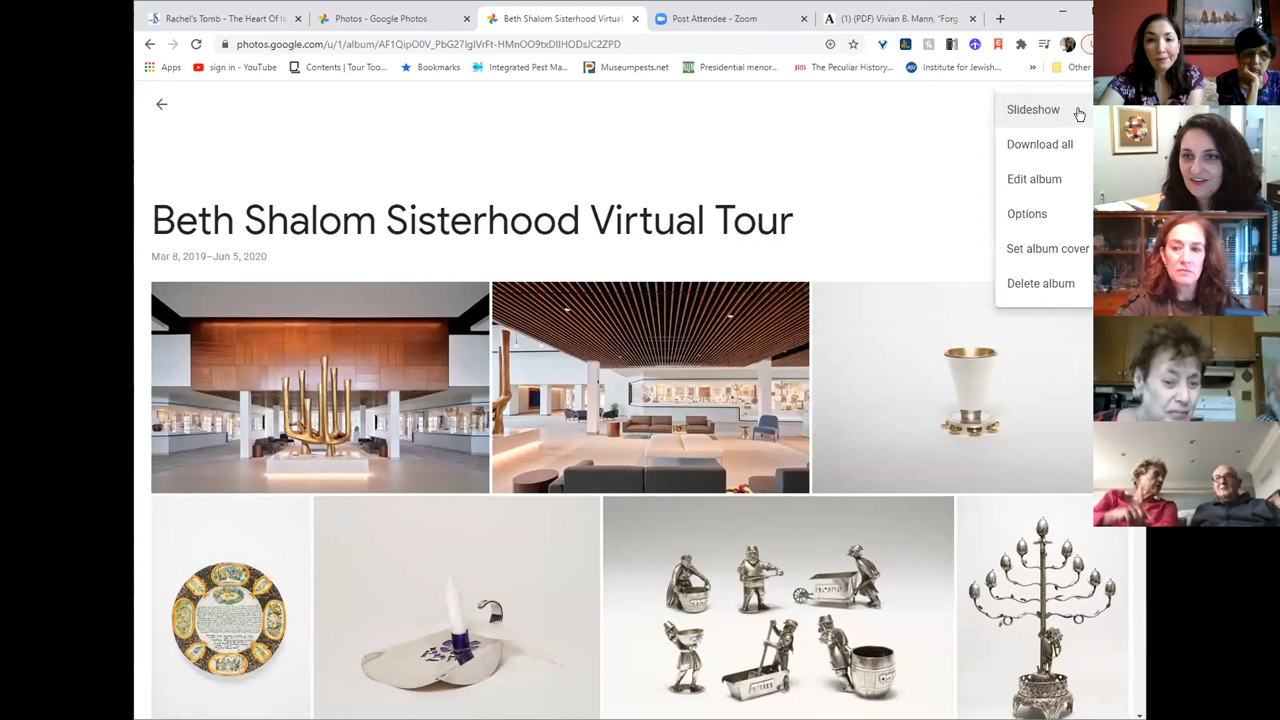 Rachel's Tomb - The Heart Of Is
Photos - Google Photos
Beth Shalom Sisterhood Virtual
Post Attendee - Zoom
(1) (PDF) Vivian B. Mann, "Forg
photos.google.com/u/1/album/AF1QipO0V_PbG27IgIVrFt-HMnOO9txDIIHODsJC2ZPD
Apps
sign in - YouTube
Contents | Tour Too...
Bookmarks
Integrated Pest Ma...
Museumpests.net
Presidential menor...
The Peculiar History...
Institute for Jewish...
»
Other
Slideshow
Download all
Edit album
Options
Set album cover
Delete album
Beth Shalom Sisterhood Virtual Tour
Mar 8, 2019–Jun 5, 2020